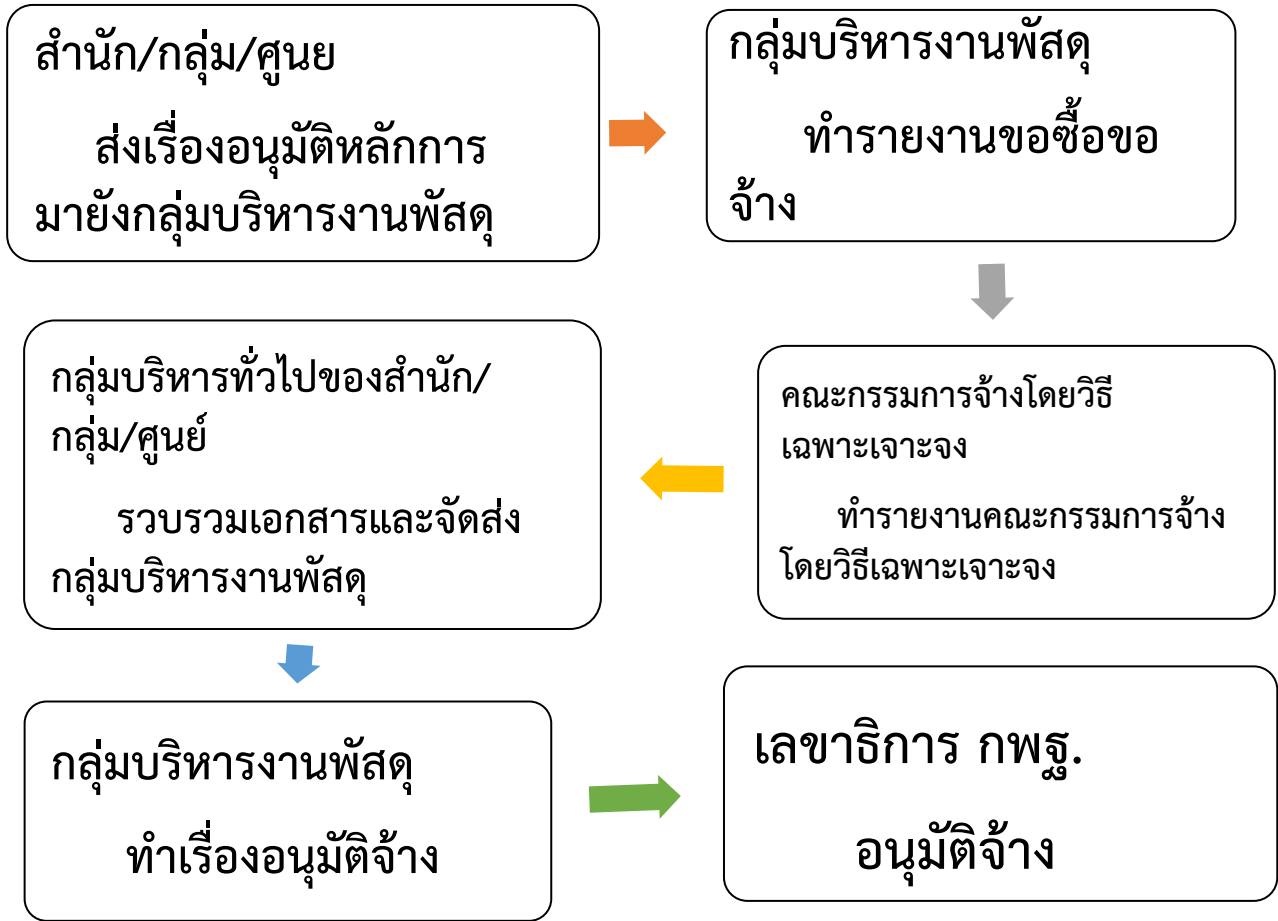 สำนัก/กลุ่ม/ศูนย
ส่งเรื่องอนุมัติหลักการ
มายังกลุ่มบริหารงานพัสดุ
กลุ่มบริหารงานพัสดุ
ทำรายงานขอซื้อขอ
จ้าง
คณะกรรมการจ้างโดยวิธี
เฉพาะเจาะจง
ทำรายงานคณะกรรมการจ้าง
โดยวิธีเฉพาะเจาะจง
กลุ่มบริหารทั่วไปของสำนัก/
กลุ่ม/ศูนย์
รวบรวมเอกสารและจัดส่ง
กลุ่มบริหารงานพัสดุ
กลุ่มบริหารงานพัสดุ
ทำเรื่องอนุมัติจ้าง
เลขาธิการ กพฐ.
อนุมัติจ้าง